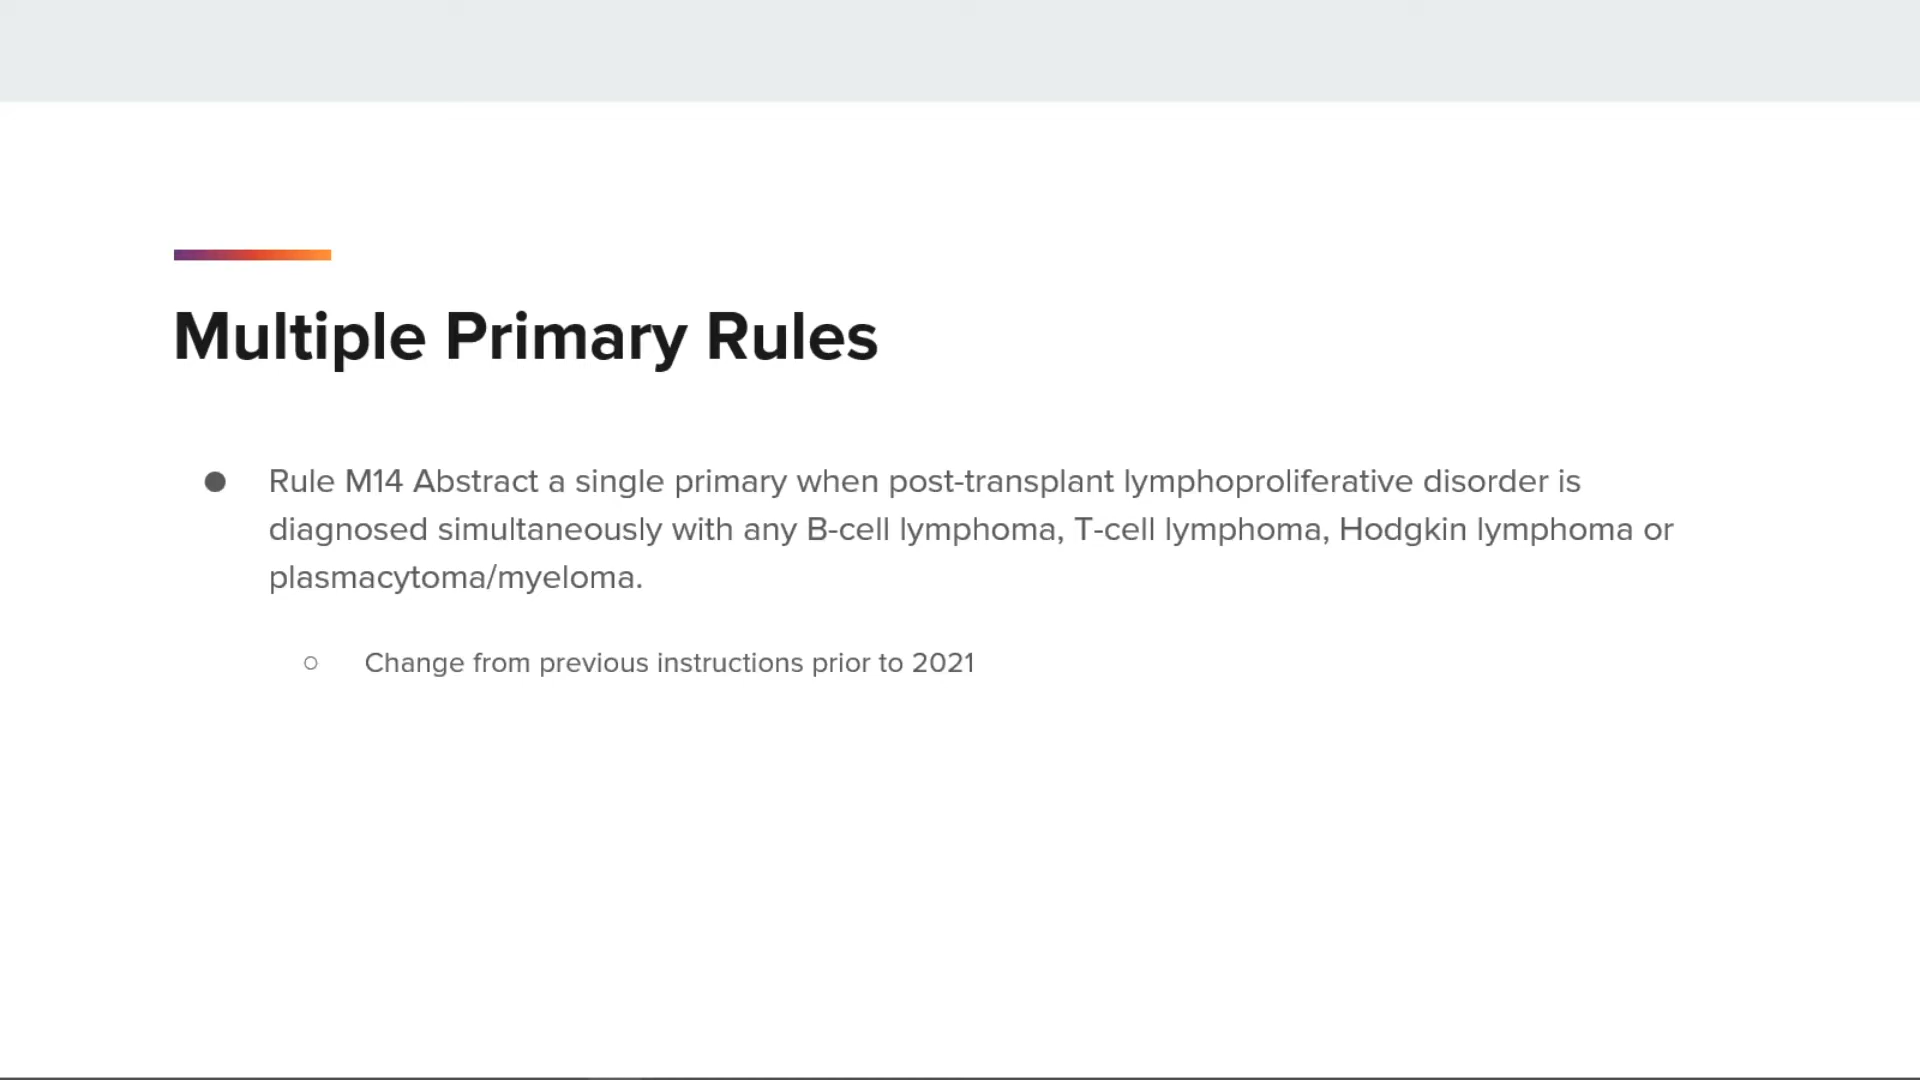 Multiple Primary Rules
● Rule M14 Abstract a single primary when post-transplant lymphoproliferative disorder is
diagnosed simultaneously with any B-cell lymphoma, T-cell lymphoma, Hodgkin lymphoma or
plasmacytoma/myeloma.
○ Change from previous instructions prior to 2021